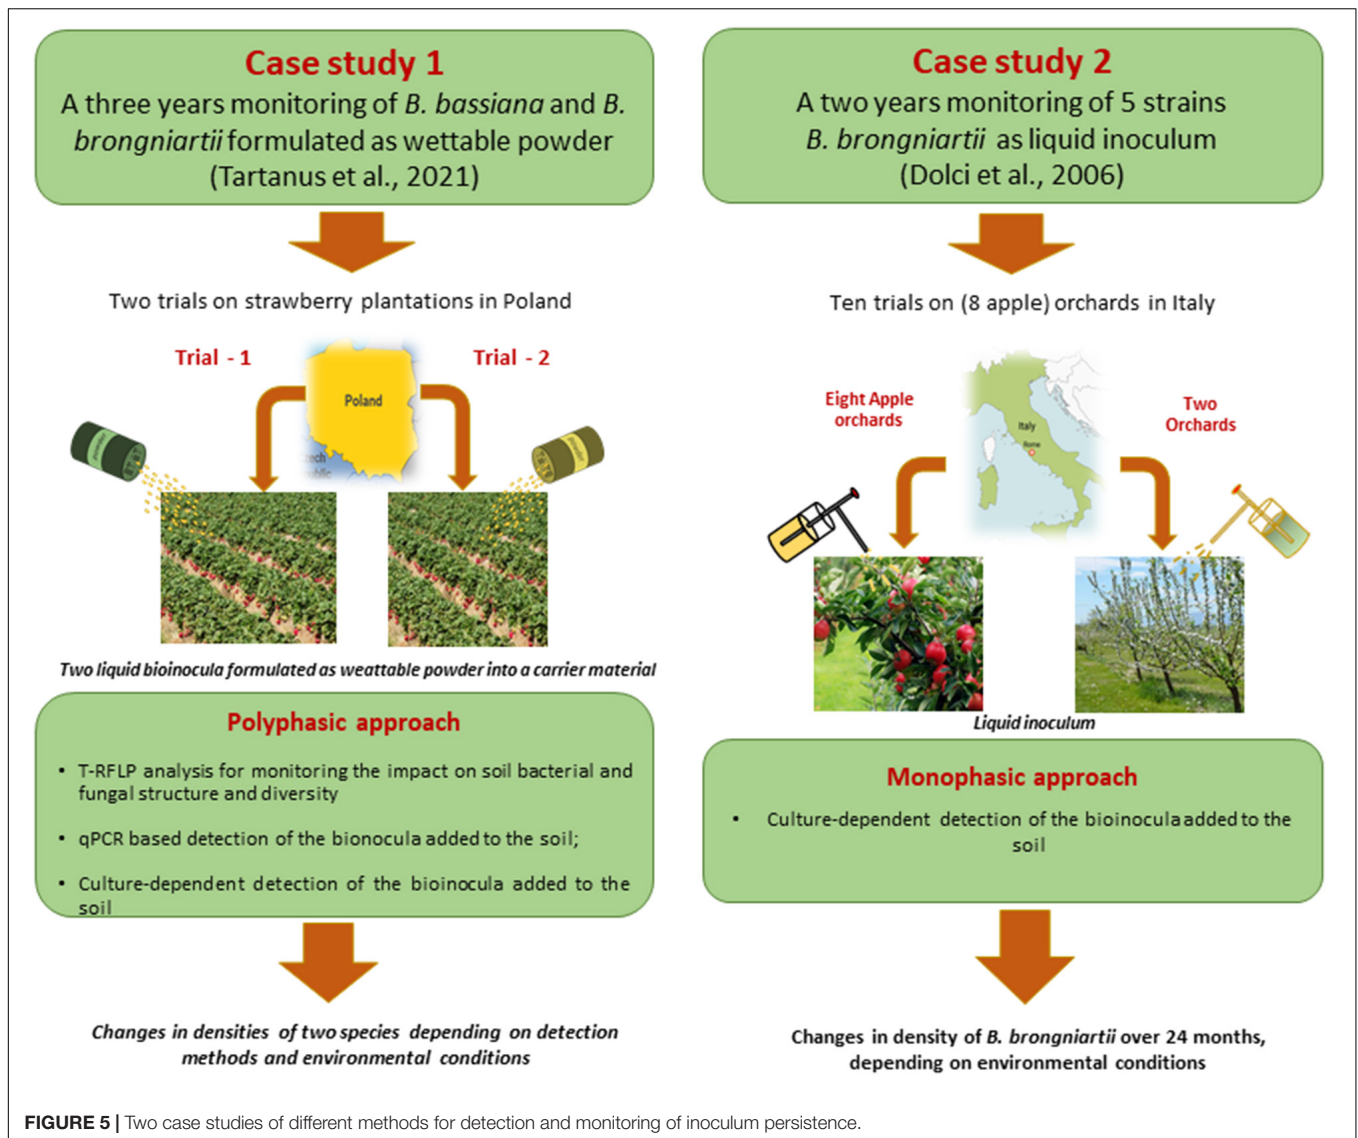 Case study 1
A three years monitoring of B. bassiana and B.
brongniartii formulated as wettable powder
(Tartanus et al., 2021)
Two trials on strawberry plantations in Poland
Trial - 1
Trial - 2
Poland
powder
powder
Two liquid bioinocula formulated as weattable powder into a carrier material
Polyphasic approach
• T-RFLP analysis for monitoring the impact on soil bacterial and
fungal structure and diversity
• qPCR based detection of the bionocula added to the soil;
• Culture-dependent detection of the bioinocula added to the
soil
Changes in densities of two species depending on detection
methods and environmental conditions
Case study 2
A two years monitoring of 5 strains
B. brongniartii as liquid inoculum
(Dolci et al., 2006)
Ten trials on (8 apple) orchards in Italy
Eight Apple
orchards
Italy
Rome
Two
Orchards
Liquid inoculum
Monophasic approach
• Culture-dependent detection of the bioinocula added to the
soil
Changes in density of B. brongniartii over 24 months,
depending on environmental conditions
FIGURE 5 | Two case studies of different methods for detection and monitoring of inoculum persistence.